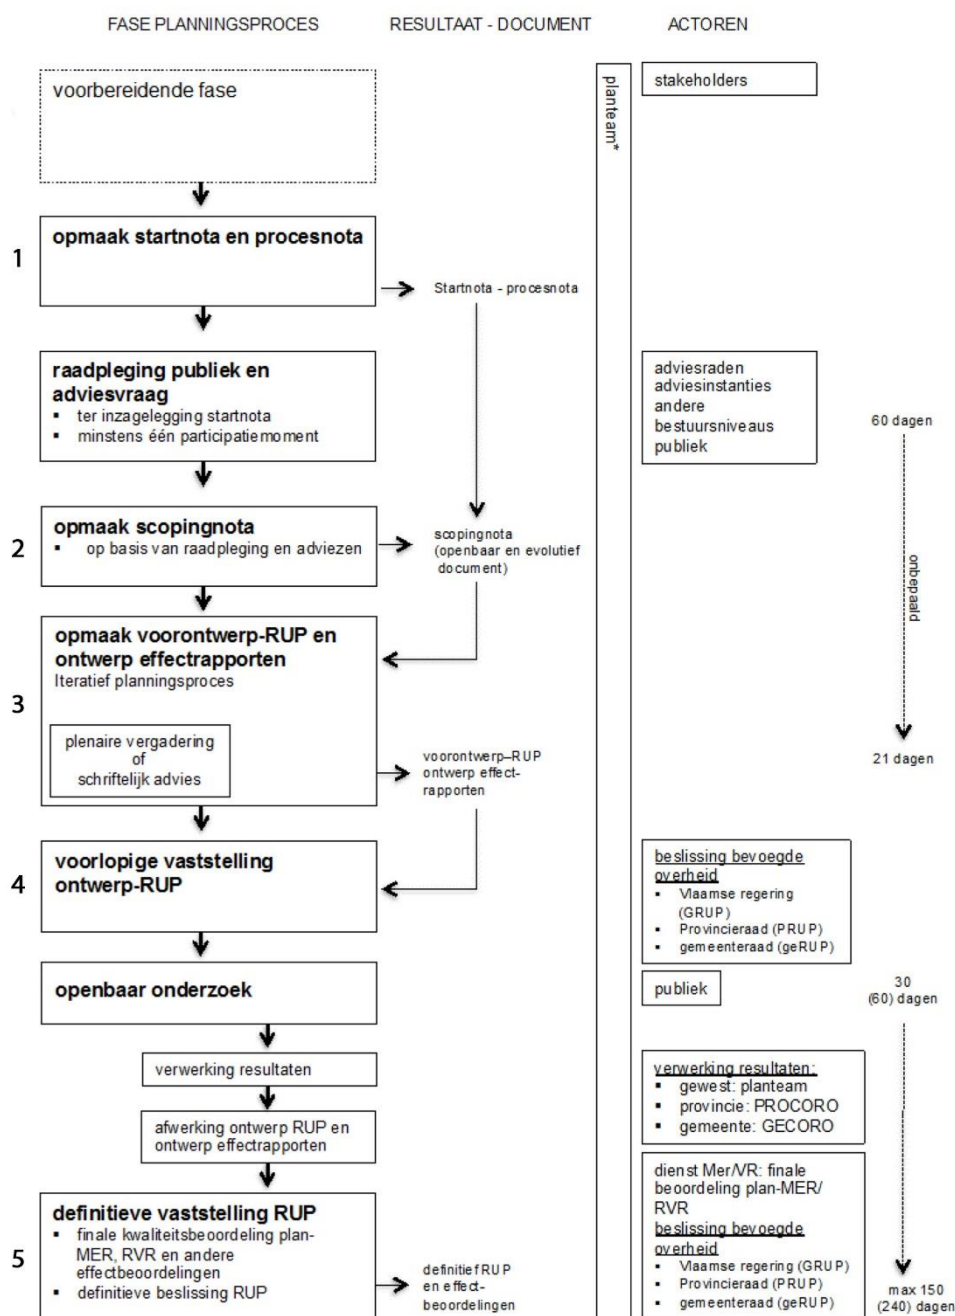 FASE PLANNINGSPROCES
RESULTAAT - DOCUMENT
ACTOREN
voorbereidende fase
planteam*
stakeholders
1
opmaak startnota en procesnota
Startnota - procesnota
raadpleging publiek en
adviesvraag
▪ ter inzagelegging startnota
▪ minstens één participatiemoment
adviesraden
adviesinstanties
andere
bestuursniveaus
publiek
60 dagen
2
opmaak scopingnota
▪ op basis van raadpleging en adviezen
scopingnota
(openbaar en evolutief
document)
onbepaald
3
opmaak voorontwerp-RUP en
ontwerp effectrapporten
Iteratief planningsproces
plenaire vergadering
of
schriftelijk advies
voorontwerp–RUP
ontwerp effect-
rapporten
21 dagen
4
voorlopige vaststelling
ontwerp-RUP
beslissing bevoegde
overheid
▪ Vlaamse regering
(GRUP)
▪ Provincieraad (PRUP)
▪ gemeenteraad (geRUP)
openbaar onderzoek
publiek
30
(60) dagen
verwerking resultaten
verwerking resultaten:
▪ gewest: planteam
▪ provincie: PROCORO
▪ gemeente: GECORO
afwerking ontwerp RUP en
ontwerp effectrapporten
5
definitieve vaststelling RUP
▪ finale kwaliteitsbeoordeling plan-
MER, RVR en andere
effectbeoordelingen
▪ definitieve beslissing RUP
definitief RUP
en effect-
beoordelingen
dienst Mer/VR: finale
beoordeling plan-MER/
RVR
beslissing bevoegde
overheid
▪ Vlaamse regering (GRUP)
▪ Provincieraad (PRUP)
▪ gemeenteraad (geRUP)
max 150
(240) dagen